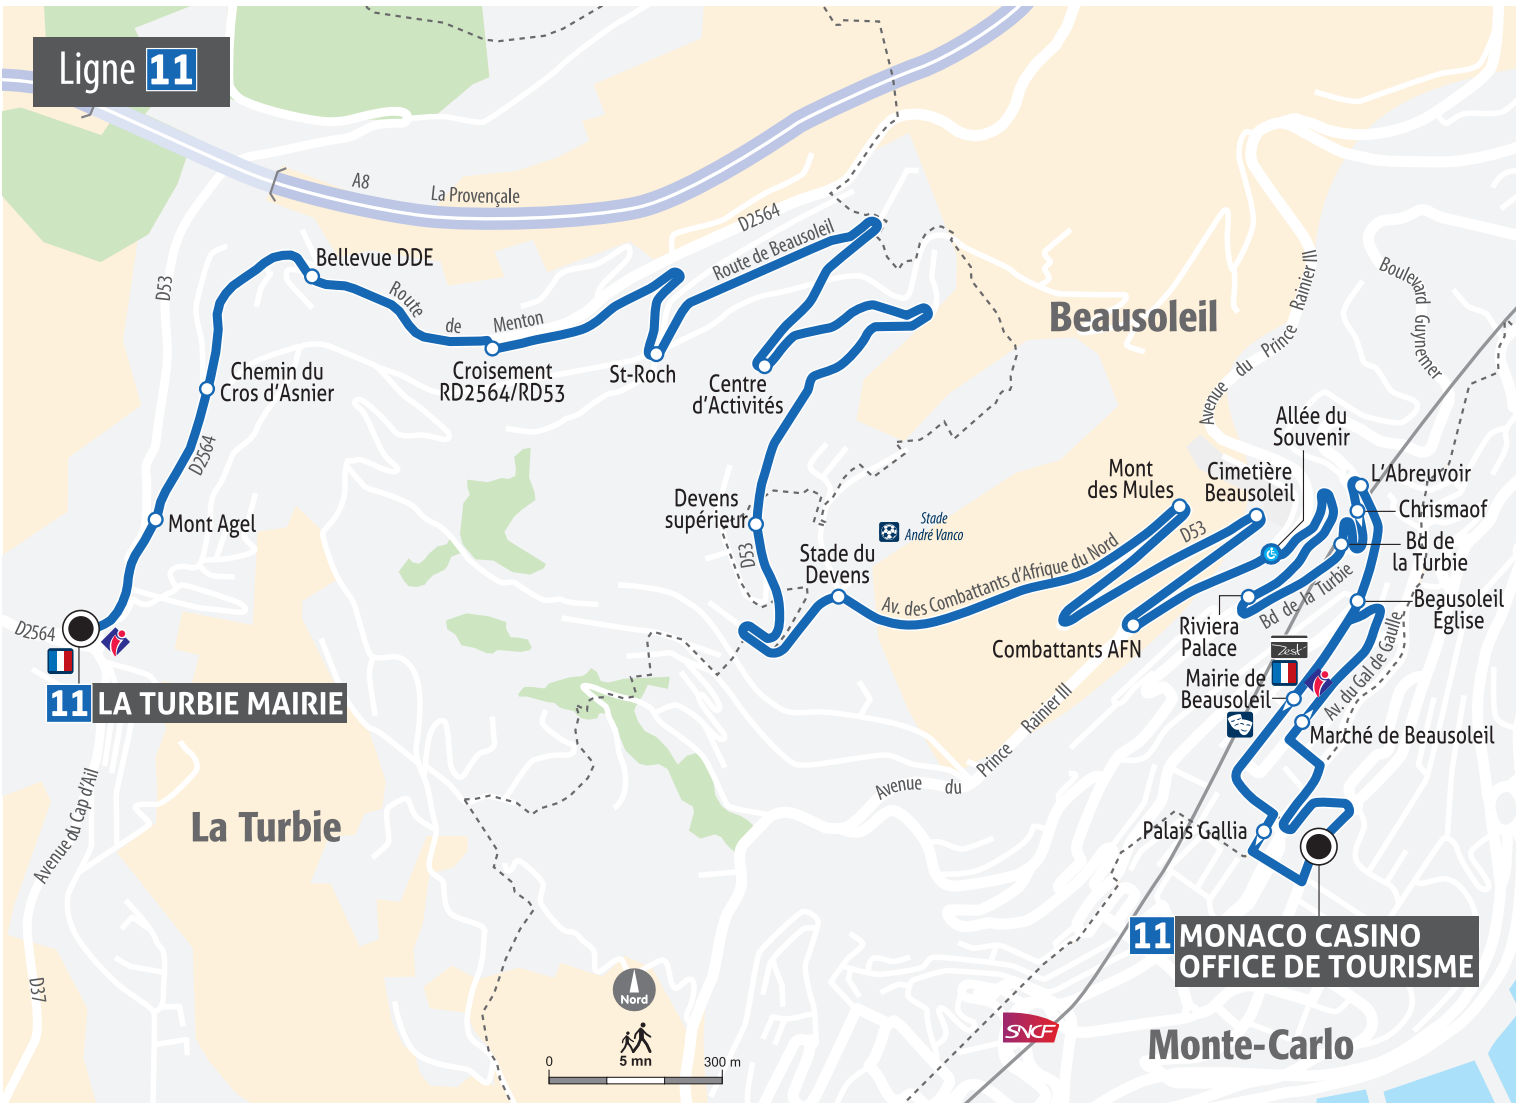 Ligne 11
A8
La Provençale
D2564
Route de Beausoleil
Bellevue DDE
D53
Route
de
Menton
Croisement
RD2564/RD53
St-Roch
Centre
d'Activités
Chemin du
Cros d'Asnier
D2564
Mont Agel
D2564
11 LA TURBIE MAIRIE
Avenue du Cap d'Ail
D37
La Turbie
Beausoleil
Avenue du Prince Rainier III
Boulevard Guynemer
Devens
supérieur
D53
Stade
André Vanco
Stade du
Devens
Av. des Combattants d'Afrique du Nord
Mont
des Mules
Cimetière
Beausoleil
D53
Allée du
Souvenir
L'Abreuvoir
Chrismaof
Bd de
la Turbie
Beausoleil
Eglise
Bd de la Turbie
Riviera
Palace
Combattants AFN
Zest
Mairie de
Beausoleil
Av. du Gal de Gaulle
Marché de Beausoleil
Avenue du Prince Rainier III
Palais Gallia
11 MONACO CASINO
OFFICE DE TOURISME
SNCF
Monte-Carlo
Nord
5 mn
0
300 m